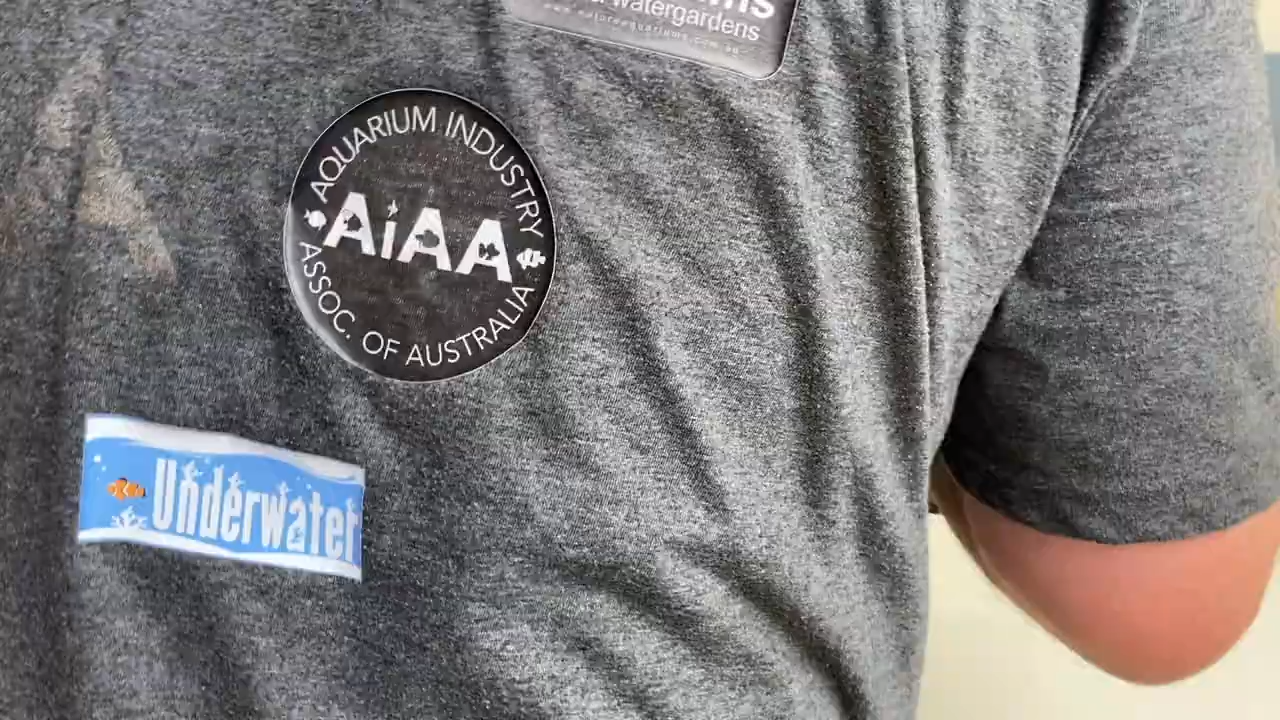 watergardens
AQUARIUM INDUSTRY
AiAA
ASSOC. OF AUSTRALIA
Underwater